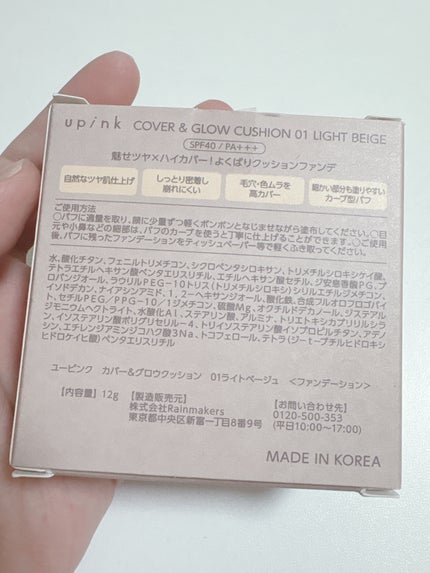 upink COVER & GLOW CUSHION 01 LIGHT BEIGE
SPF40 / PA+++
魅せツヤ×ハイカバー!よくばりクッションファンデ
自然なツヤ肌仕上げ
しっとり密着し
崩れにくい
毛穴・色ムラを
高カバー
細かい部分も塗りやすい
カーブ型パフ
使用方法
○パフに適量を取り、顔に少量ずつ軽くポンポンとなじませながら塗布してください。○目
元や小鼻などの細部は、パフのカーブを使うと丁寧に仕上げることができます。○ご使用
後、パフに残ったファンデーションをティッシュペーパー等で軽くふき取ってください。
水、酸化チタン、フェニルトリメチコン、シクロペンタシロキサン、トリメチルシロキシケイ酸、
テトラエチルヘキサン酸ペンタエリスリチル、エチルヘキサン酸セチル、ジ安息香酸PG、プ
ロパンジオール、ラウリルPEG-10トリス(トリメチルシロキシ)シリルエチルジメチコン、
インドデカン、ナイアシンアミド、1,2-ヘキサンジオール、酸化鉄、合成フルオロフロゴパイ
ト、セチルPEG/PPG-10/1ジメチコン、硫酸Mg、オクチルドデカノール、ジステアル
ジモニウムヘクトライト、水酸化Al、ステアリン酸、アルミナ、トリエトキシカプリリルシラ
ン、イソステアリン酸ポリグリセリル-4、トリイソステアリン酸イソプロピルチタン、アデノ
シン、エチレンジアミンジコハク酸3Na、トコフェロール、テトラ(ジ-t-ブチルヒドロキシ
ヒドロケイヒ酸)ペンタエリスリチル
ユーピンク カバー&グロウクッション 01ライトベージュ <ファンデーション>
【内容量】12g 【製造販売元】
株式会社Rainmakers
東京都中央区新富一丁目8番9号
【お問い合わせ先】
0120-500-353
(平日10:00~17:00)
MADE IN KOREA